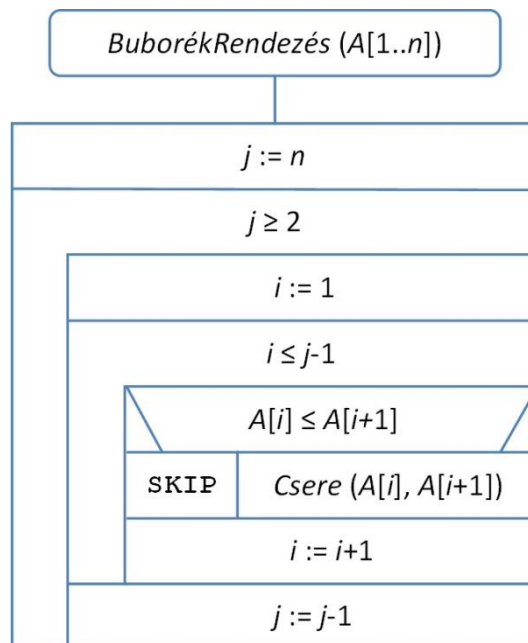 BuborékRendezés (A[1..n])
j := n
j ≥ 2
i := 1
i ≤ j-1
A[i] ≤ A[i+1]
SKIP Csere (A[i], A[i+1])
i := i+1
j := j-1